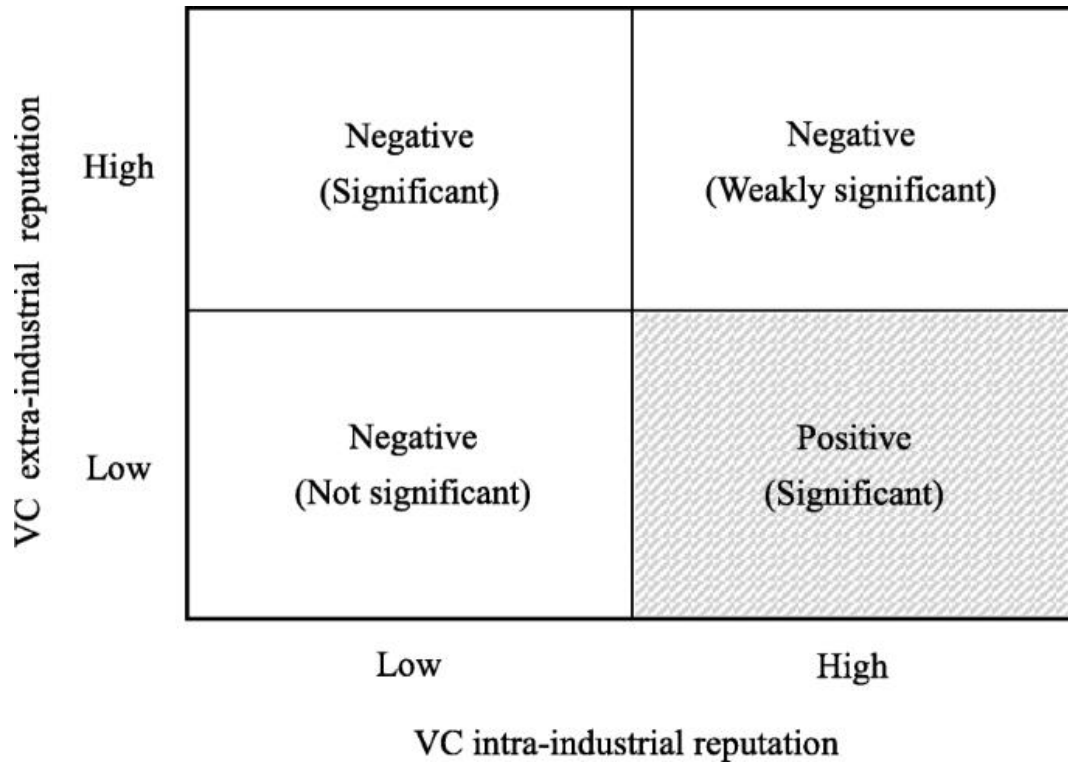 VC extra-industrial reputation
High
Negative
(Significant)
Negative
(Weakly significant)
Low
Negative
(Not significant)
Positive
(Significant)
Low
High
VC intra-industrial reputation